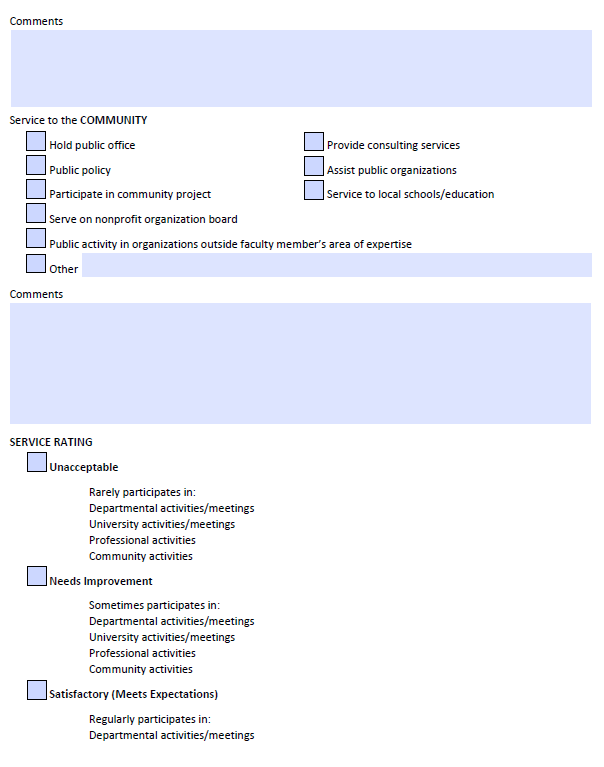 Comments
Service to the COMMUNITY
Hold public office
Provide consulting services
Public policy
Assist public organizations
Participate in community project
Service to local schools/education
Serve on nonprofit organization board
Public activity in organizations outside faculty member's area of expertise
Other
Comments
SERVICE RATING
Unacceptable
Rarely participates in:
Departmental activities/meetings
University activities/meetings
Professional activities
Community activities
Needs Improvement
Sometimes participates in:
Departmental activities/meetings
University activities/meetings
Professional activities
Community activities
Satisfactory (Meets Expectations)
Regularly participates in:
Departmental activities/meetings